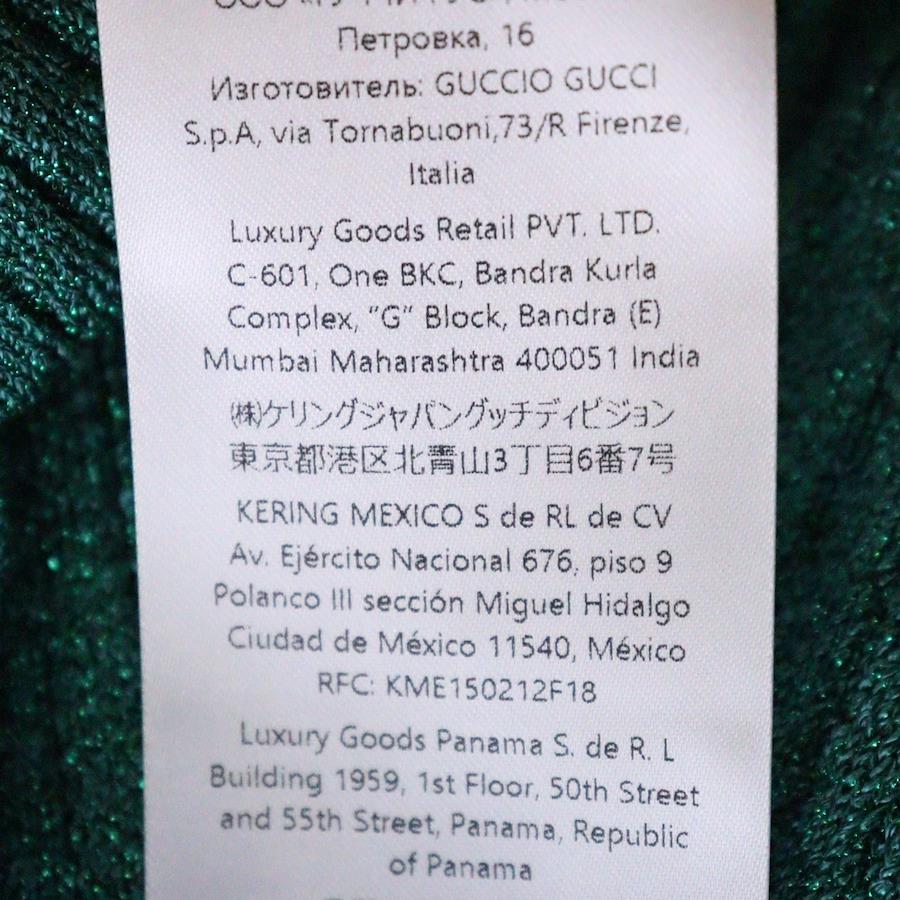 Петровка, 16
Изготовитель: GUCCIO GUCCI
S.p.A, via Tornabuoni,73/R Firenze,
Italia
Luxury Goods Retail PVT. LTD.
C-601, One BKC, Bandra Kurla
Complex, "G" Block, Bandra (E)
Mumbai Maharashtra 400051 India
㈱ケリングジャパングッチディビジョン
東京都港区北青山3丁目6番7号
KERING MEXICO S de RL de CV
Av. Ejército Nacional 676, piso 9
Polanco III sección Miguel Hidalgo
Ciudad de México 11540, México
RFC: KME150212F18
Luxury Goods Panama S. de R. L
Building 1959, 1st Floor, 50th Street
and 55th Street, Panama, Republic
of Panama